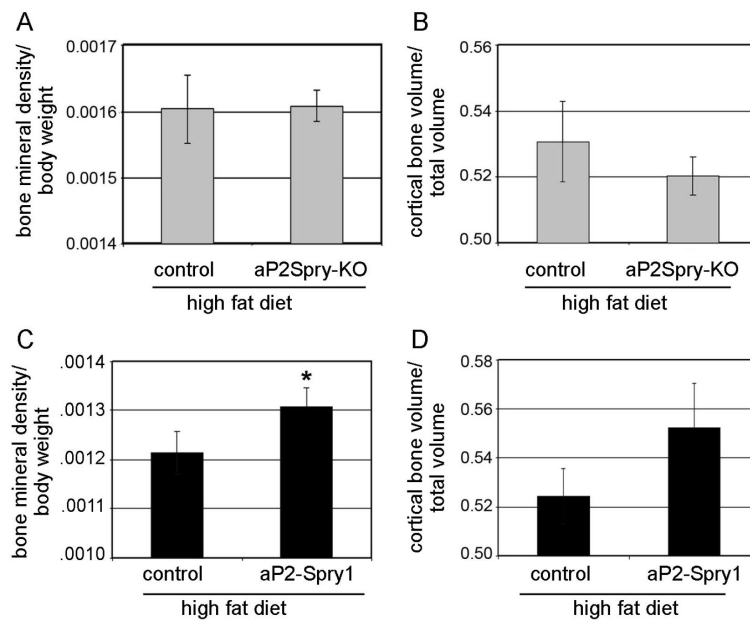 A
bone mineral density/
body weight
0.0017
0.0016
0.0015
0.0014
control aP2Spry-KO
high fat diet
B
cortical bone volume/
total volume
0.56
0.54
0.52
0.50
control aP2Spry-KO
high fat diet
C
bone mineral density/
body weight
.0014
.0013
.0012
.0011
.0010
*
control aP2-Spry1
high fat diet
D
cortical bone volume/
total volume
0.58
0.56
0.54
0.52
0.50
control aP2-Spry1
high fat diet